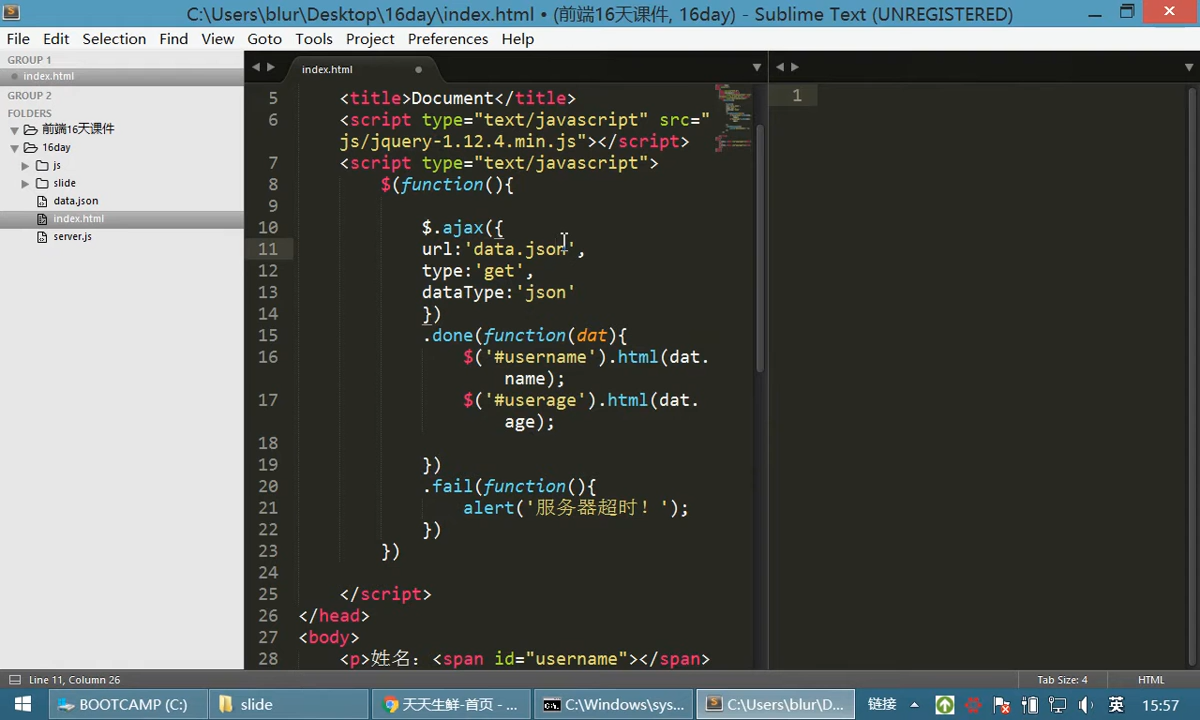 C:\Users\blur\Desktop\16day\index.html • (前端16天课件, 16day) - Sublime Text (UNREGISTERED)
File Edit Selection Find View Goto Tools Project Preferences Help
GROUP 1
index.html
GROUP 2
FOLDERS
前端16天课件
16day
js
slide
data.json
index.html
server.js
index.html
5 <title>Document</title>
6 <script type="text/javascript" src="
js/jquery-1.12.4.min.js"></script>
7 <script type="text/javascript">
8 $(function(){
9
10 $.ajax({
11 url:'data.json',
12 type:'get',
13 dataType:'json'
14 })
15 .done(function(dat){
16 $('#username').html(dat.
name);
17 $('#userage').html(dat.
age);
18
19 })
20 .fail(function(){
21 alert('服务器超时！');
22 })
23 })
24
25 </script>
26 </head>
27 <body>
28 <p>姓名：<span id="username"></span>
1
Line 11, Column 26
Tab Size: 4
HTML
BOOTCAMP (C:)
slide
天天生鲜-首页 - ...
C:\Windows\sys...
C:\Users\blur\D...
链接
英
15:57